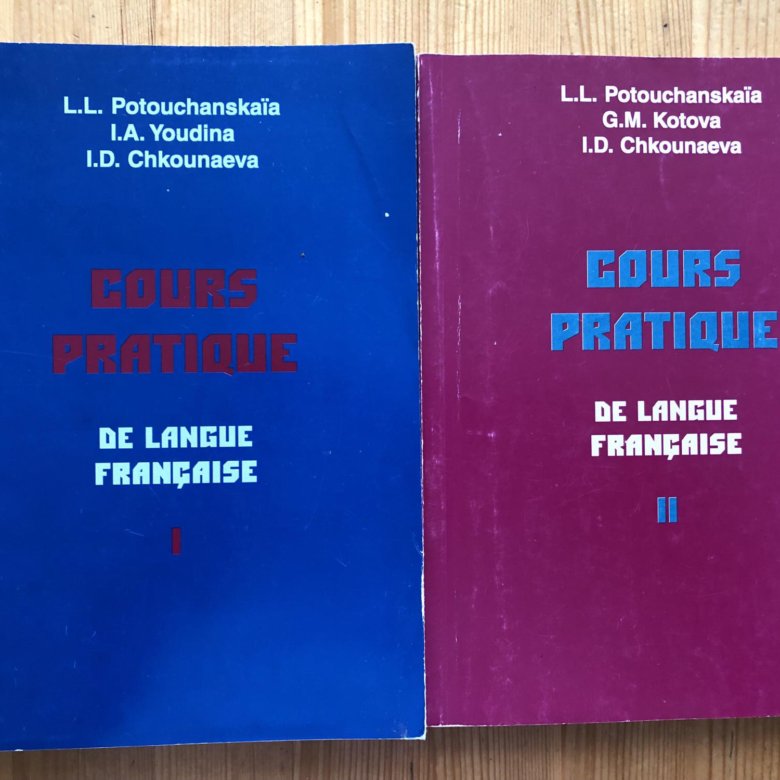 L.L. Potouchanskaïa
I.A. Youdina
I.D. Chkounaeva
COURS
PRATIQUE
DE LANGUE
FRANÇAISE
I
L.L. Potouchanskaïa
G.M. Kotova
I.D. Chkounaeva
COURS
PRATIQUE
DE LANGUE
FRANÇAISE
II